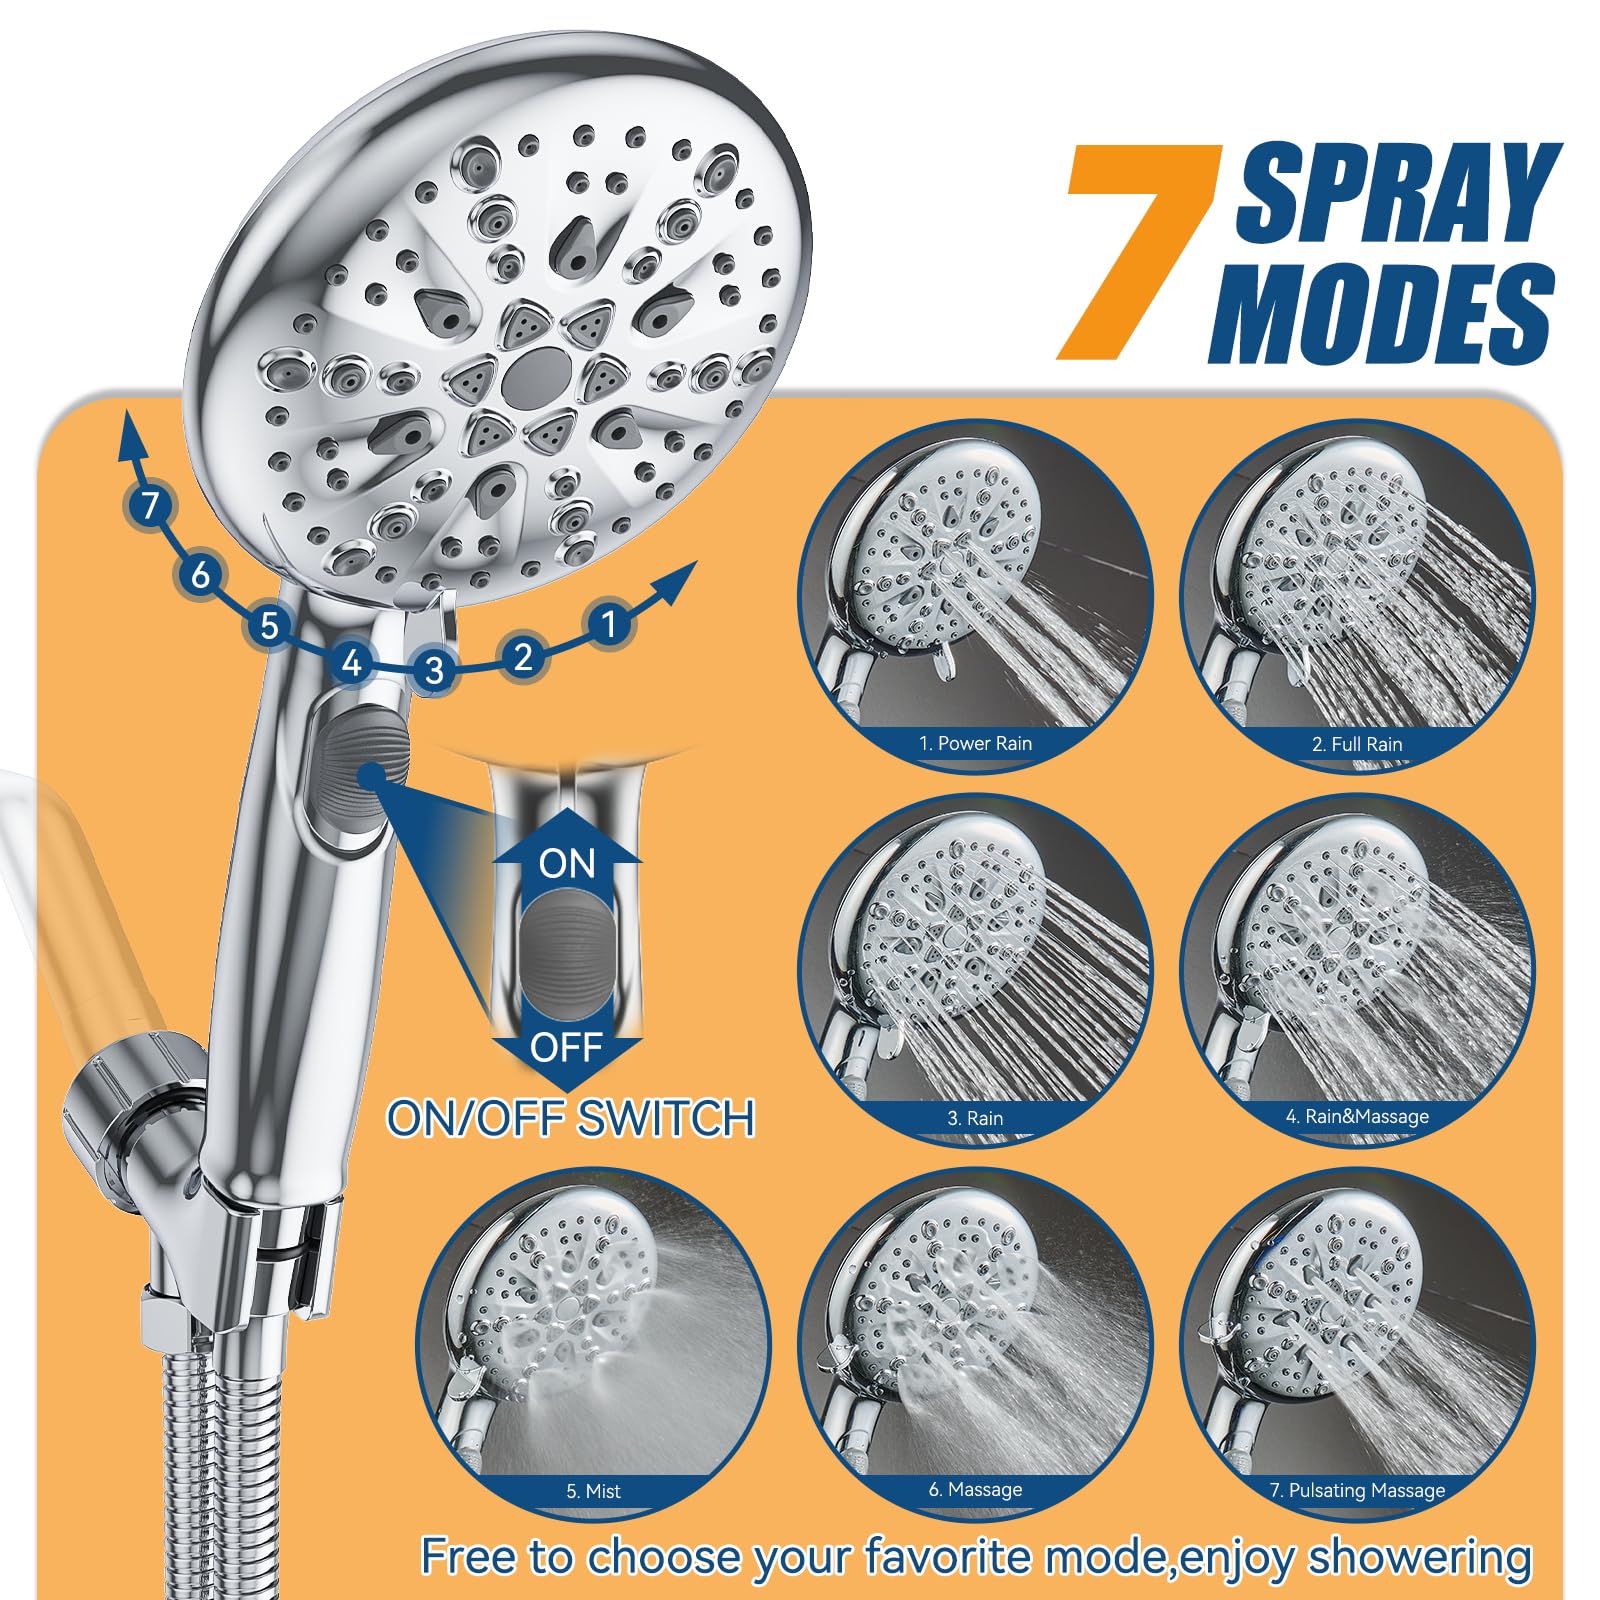 7 SPRAY
MODES
7
6
5
4
3
2
1
ON
OFF
ON/OFF SWITCH
1. Power Rain
2. Full Rain
3. Rain
4. Rain&Massage
5. Mist
6. Massage
7. Pulsating Massage
Free to choose your favorite mode,enjoy showering